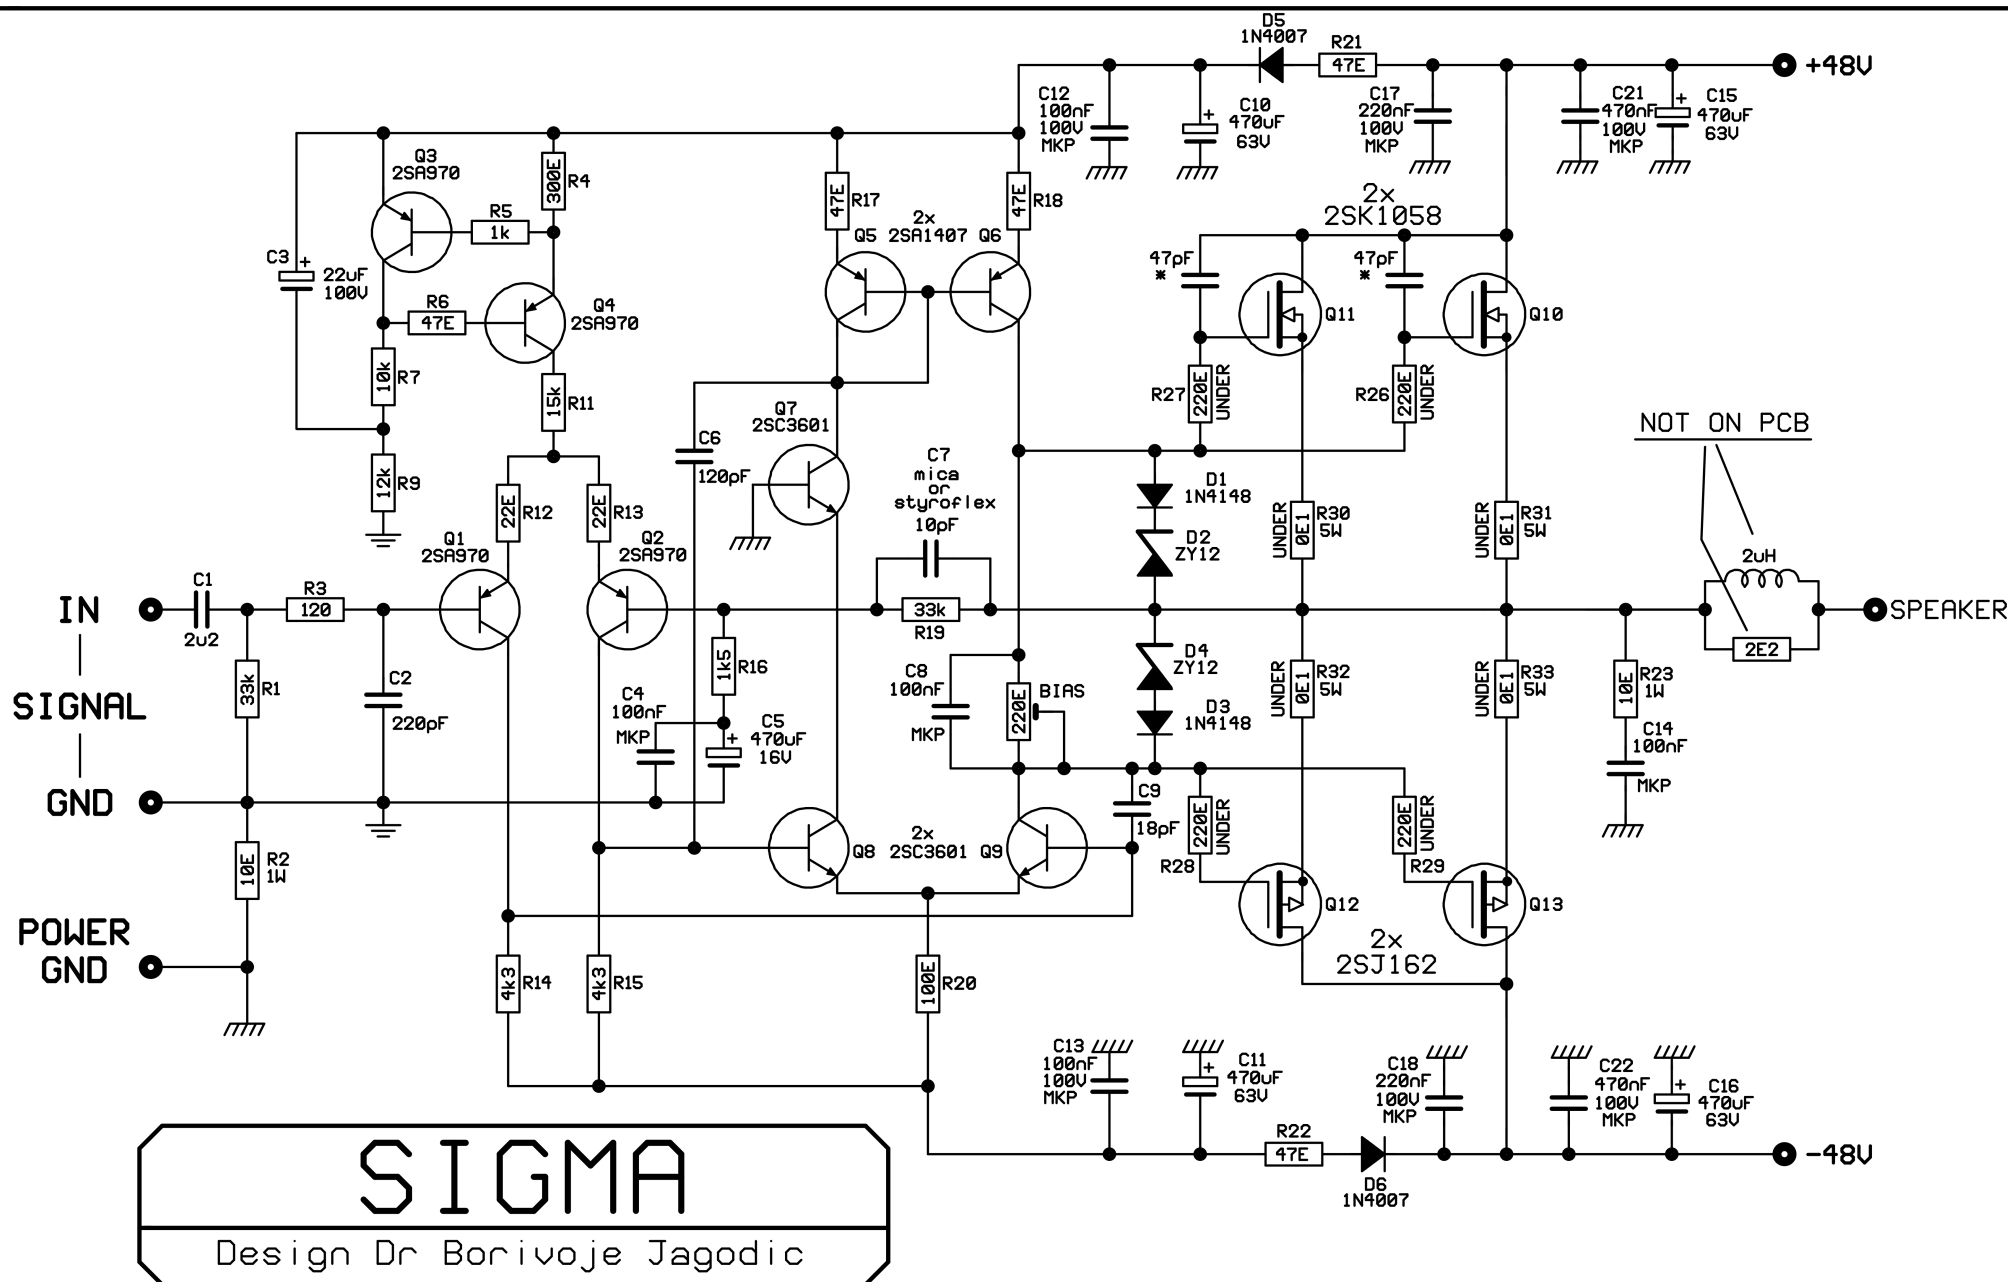 D5
1N4007
R21
47E
+48V
C12
100nF
100V
MKP
C10
470uF
63V
+
C17
220nF
100V
MKP
C21
470nF
100V
MKP
+
C15
470uF
63V
Q3
2SA970
300E
R4
R5
1k
C3
+
22uF
100V
R6
47E
Q4
2SA970
10k
R7
15k
R11
12k
R9
47E
R17
47E
R18
2x
Q5
2SA1407
Q6
2x
2SK1058
47pF
*
47pF
*
Q11
Q10
R27
220E
UNDER
R26
220E
UNDER
Q7
2SC3601
C6
120pF
C7
mica
or
styroflex
10pF
D1
1N4148
D2
ZY12
UNDER
0E1
R30
5W
UNDER
0E1
R31
5W
NOT ON PCB
2uH
2E2
SPEAKER
22E
R12
22E
R13
Q1
2SA970
Q2
2SA970
IN
C1
2u2
R3
120
33k
R19
SIGNAL
33k
R1
C2
220pF
1k5
R16
C4
100nF
MKP
C5
+
470uF
16V
C8
100nF
MKP
220E
BIAS
D4
ZY12
D3
1N4148
UNDER
0E1
R32
5W
UNDER
0E1
R33
5W
10E
R23
1W
C14
100nF
MKP
GND
10E
R2
1W
2x
Q8
2SC3601
Q9
C9
18pF
220E
UNDER
R28
220E
UNDER
R29
Q12
Q13
2x
2SJ162
POWER
GND
4k3
R14
4k3
R15
100E
R20
C13
100nF
100V
MKP
+
C11
470uF
63V
C18
220nF
100V
MKP
C22
470nF
100V
MKP
+
C16
470uF
63V
R22
47E
D6
1N4007
-48V
SIGMA
Design Dr Borivoje Jagodic